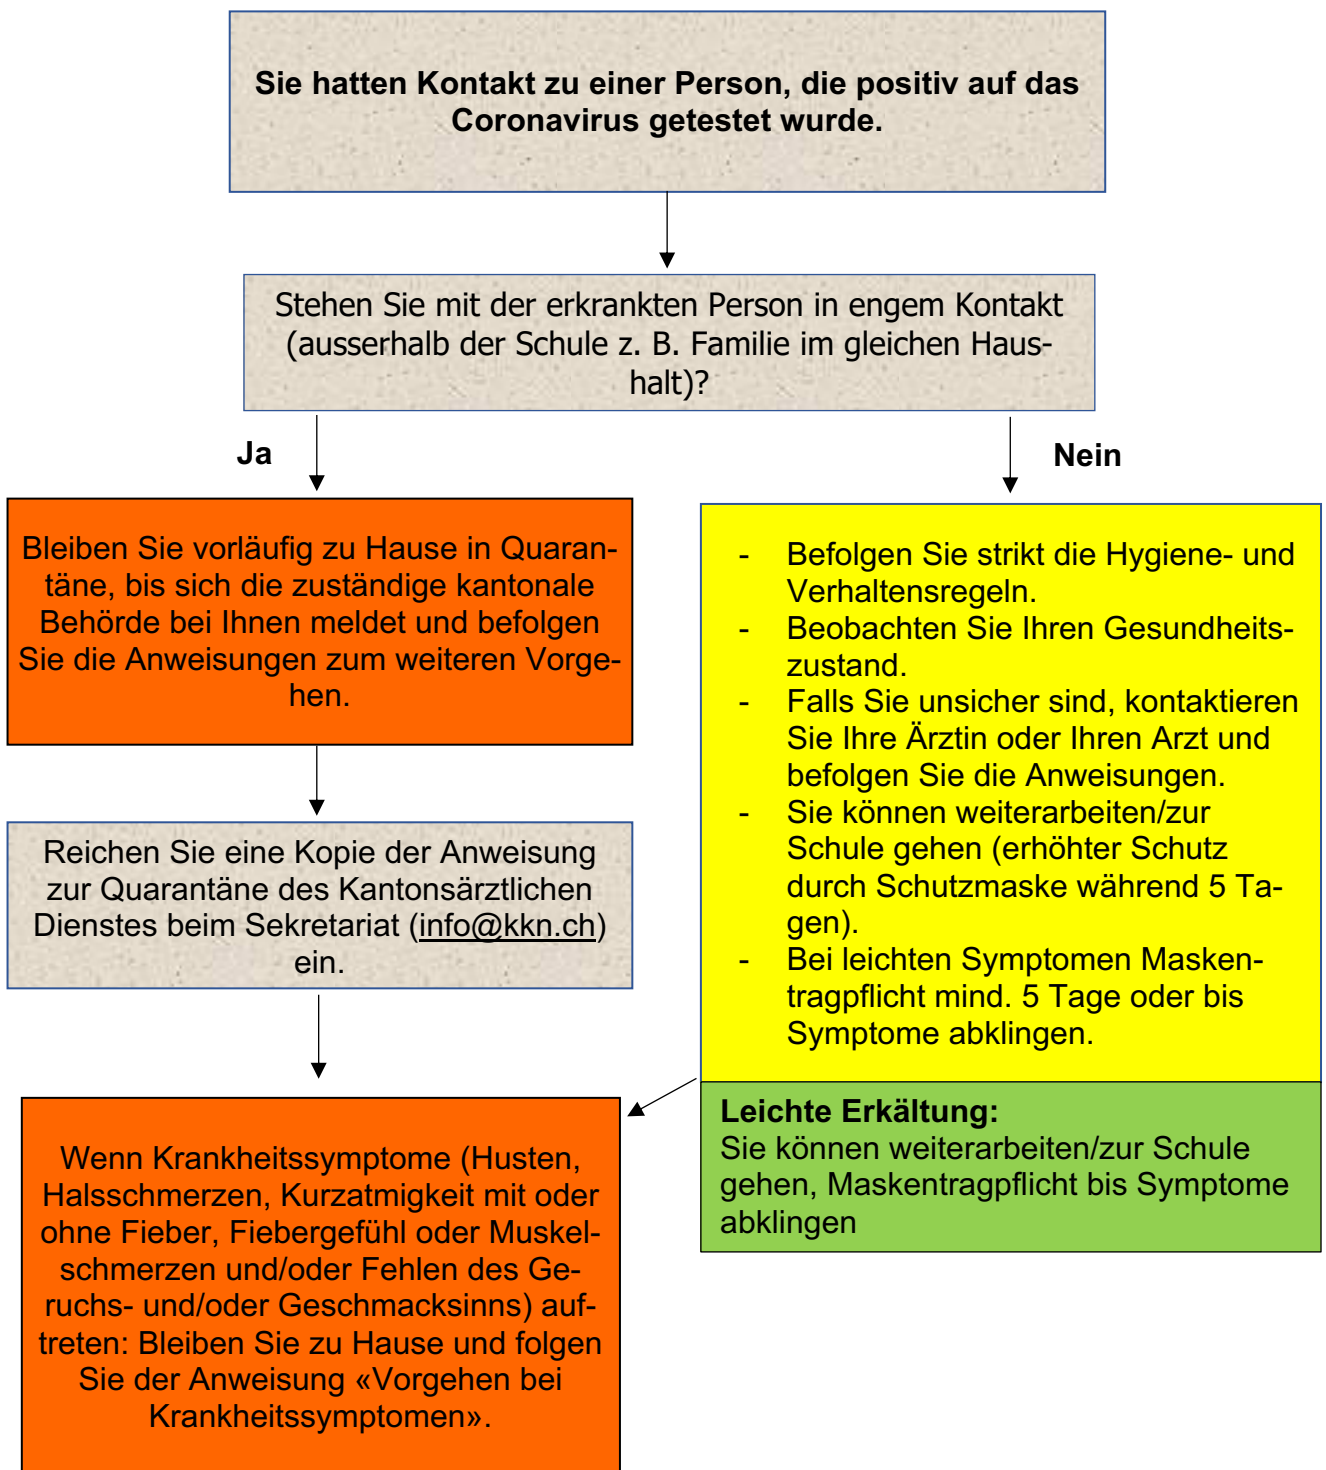 Sie hatten Kontakt zu einer Person, die positiv auf das
Coronavirus getestet wurde.
Stehen Sie mit der erkrankten Person in engem Kontakt
(ausserhalb der Schule z. B. Familie im gleichen Haus-
halt)?
Ja
Nein
Bleiben Sie vorläufig zu Hause in Quaran-
täne, bis sich die zuständige kantonale
Behörde bei Ihnen meldet und befolgen
Sie die Anweisungen zum weiteren Vorge-
hen.
Reichen Sie eine Kopie der Anweisung
zur Quarantäne des Kantonsärztlichen
Dienstes beim Sekretariat (info@kkn.ch)
ein.
Wenn Krankheitssymptome (Husten,
Halsschmerzen, Kurzatmigkeit mit oder
ohne Fieber, Fiebergefühl oder Muskel-
schmerzen und/oder Fehlen des Ge-
ruchs- und/oder Geschmacksinns) auf-
treten: Bleiben Sie zu Hause und folgen
Sie der Anweisung «Vorgehen bei
Krankheitssymptomen».
- Befolgen Sie strikt die Hygiene- und
Verhaltensregeln.
- Beobachten Sie Ihren Gesundheits-
zustand.
- Falls Sie unsicher sind, kontaktieren
Sie Ihre Ärztin oder Ihren Arzt und
befolgen Sie die Anweisungen.
- Sie können weiterarbeiten/zur
Schule gehen (erhöhter Schutz
durch Schutzmaske während 5 Ta-
gen).
- Bei leichten Symptomen Masken-
tragpflicht mind. 5 Tage oder bis
Symptome abklingen.
Leichte Erkältung:
Sie können weiterarbeiten/zur Schule
gehen, Maskentragpflicht bis Symptome
abklingen